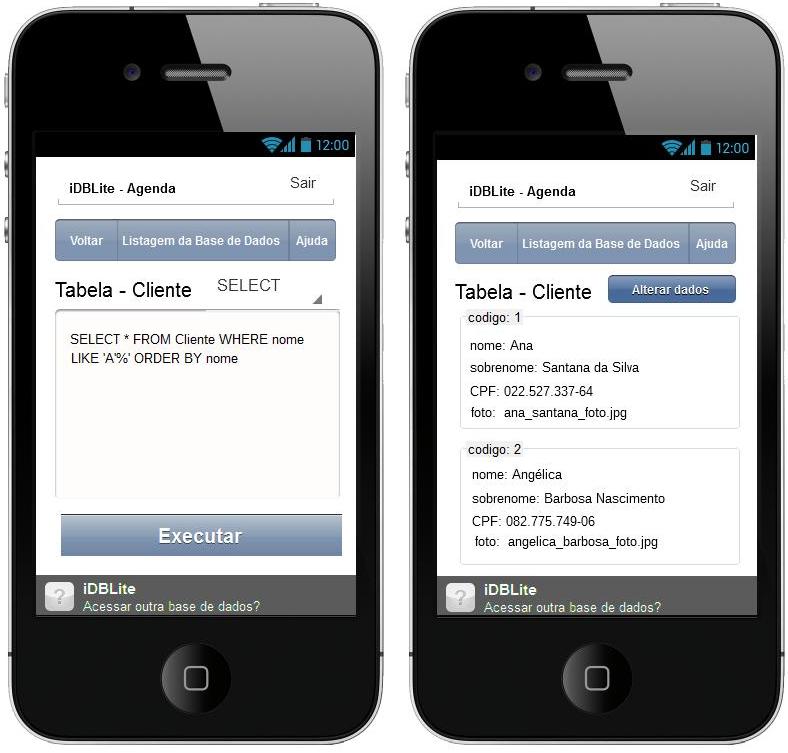 12:00
iDBLite - Agenda
Sair
Voltar
Listagem da Base de Dados
Ajuda
Tabela - Cliente
SELECT
SELECT * FROM Cliente WHERE nome
LIKE 'A'%' ORDER BY nome
Executar
?
iDBLite
Acessar outra base de dados?
12:00
iDBLite - Agenda
Sair
Voltar
Listagem da Base de Dados
Ajuda
Tabela - Cliente
Alterar dados
codigo: 1
nome: Ana
sobrenome: Santana da Silva
CPF: 022.527.337-64
foto: ana_santana_foto.jpg
codigo: 2
nome: Angélica
sobrenome: Barbosa Nascimento
CPF: 082.775.749-06
foto: angelica_barbosa_foto.jpg
?
iDBLite
Acessar outra base de dados?